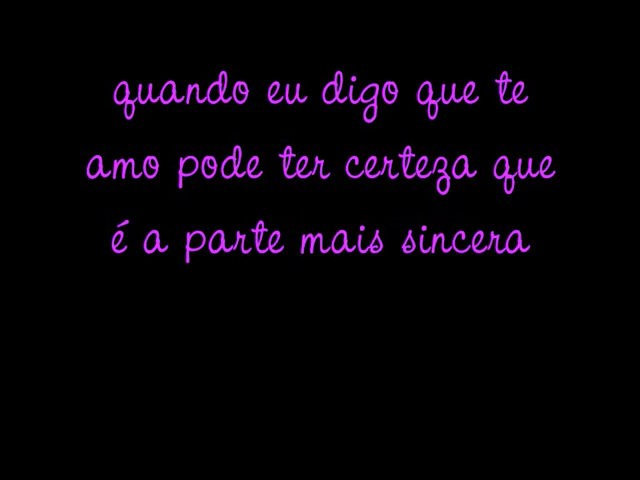 quando eu digo que te
amo pode ter certeza que
é a parte mais sincera